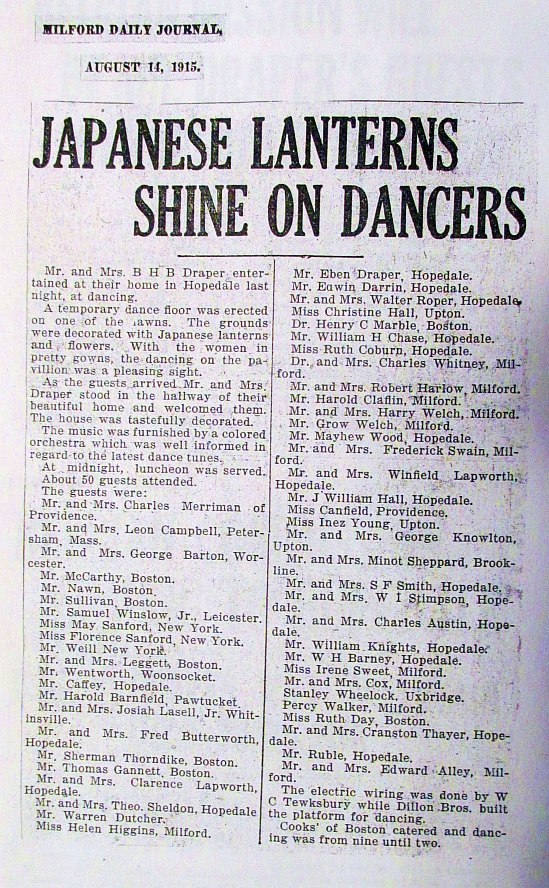 MILFORD DAILY JOURNAL,
AUGUST 14, 1915.
JAPANESE LANTERNS
SHINE ON DANCERS
Mr. and Mrs. B H B Draper enter-
tained at their home in Hopedale last
night, at dancing.
A temporary dance floor was erected
on one of the lawns. The grounds
were decorated with Japanese lanterns
and flowers. With the women in
pretty gowns, the dancing on the pa-
villion was a pleasing sight.
As the guests arrived Mr. and Mrs.
Draper stood in the hallway of their
beautiful home and welcomed them.
The house was tastefully decorated.
The music was furnished by a colored
orchestra which was well informed in
regard to the latest dance tunes.
At midnight, luncheon was served.
About 50 guests attended.
The guests were:
Mr. and Mrs. Charles Merriman of
Providence.
Mr. and Mrs. Leon Campbell, Peter-
sham, Mass.
Mr. and Mrs. George Barton, Wor-
cester.
Mr. McCarthy, Boston.
Mr. Nawn, Boston.
Mr. Sullivan, Boston.
Mr. Samuel Winslow, Jr., Leicester.
Miss May Sanford, New York.
Miss Florence Sanford, New York.
Mr. Weill New York.
Mr. and Mrs. Leggett, Boston.
Mr. Wentworth, Woonsocket.
Mr. Caffey, Hopedale.
Mr. Harold Barnfield, Pawtucket.
Mr. and Mrs. Josiah Lasell, Jr. Whit-
insville.
Mr. and Mrs. Fred Butterworth,
Hopedale.
Mr. Sherman Thorndike, Boston.
Mr. Thomas Gannett, Boston.
Mr. and Mrs. Clarence Lapworth,
Hopedale.
Mr. and Mrs. Theo. Sheldon, Hopedale
Mr. Warren Dutcher.
Miss Helen Higgins, Milford.
Mr. Eben Draper, Hopedale.
Mr. Edwin Darrin, Hopedale.
Mr. and Mrs. Walter Roper, Hopedale.
Miss Christine Hall, Upton.
Dr. Henry C Marble, Boston.
Mr. William H Chase, Hopedale.
Miss Ruth Coburn, Hopedale.
Dr. and Mrs. Charles Whitney, Mil-
ford.
Mr. and Mrs. Robert Harlow, Milford.
Mr. Harold Claflin, Milford.
Mr. and Mrs. Harry Welch, Milford.
Mr. Grow Welch, Milford.
Mr. Mayhew Wood, Hopedale.
Mr. and Mrs. Frederick Swain, Mil-
ford.
Mr. and Mrs. Winfield Lapworth,
Hopedale.
Mr. J William Hall, Hopedale.
Miss Canfield, Providence.
Miss Inez Young, Upton.
Mr. and Mrs. George Knowlton,
Upton.
Mr. and Mrs. Minot Sheppard, Brook-
line.
Mr. and Mrs. S F Smith, Hopedale.
Mr. and Mrs. W I Stimpson, Hope-
dale.
Mr. and Mrs. Charles Austin, Hope-
dale.
Mr. William Knights, Hopedale.
Mr. W H Barney, Hopedale.
Miss Irene Sweet, Milford.
Mr. and Mrs. Cox, Milford.
Stanley Wheelock, Uxbridge.
Percy Walker, Milford.
Miss Ruth Day, Boston.
Mr. and Mrs. Cranston Thayer, Hope-
dale.
Mr. Ruble, Hopedale.
Mr. and Mrs. Edward Alley, Mil-
ford.
The electric wiring was done by W
C Tewksbury while Dillon Bros. built
the platform for dancing.
Cooks' of Boston catered and danc-
ing was from nine until two.